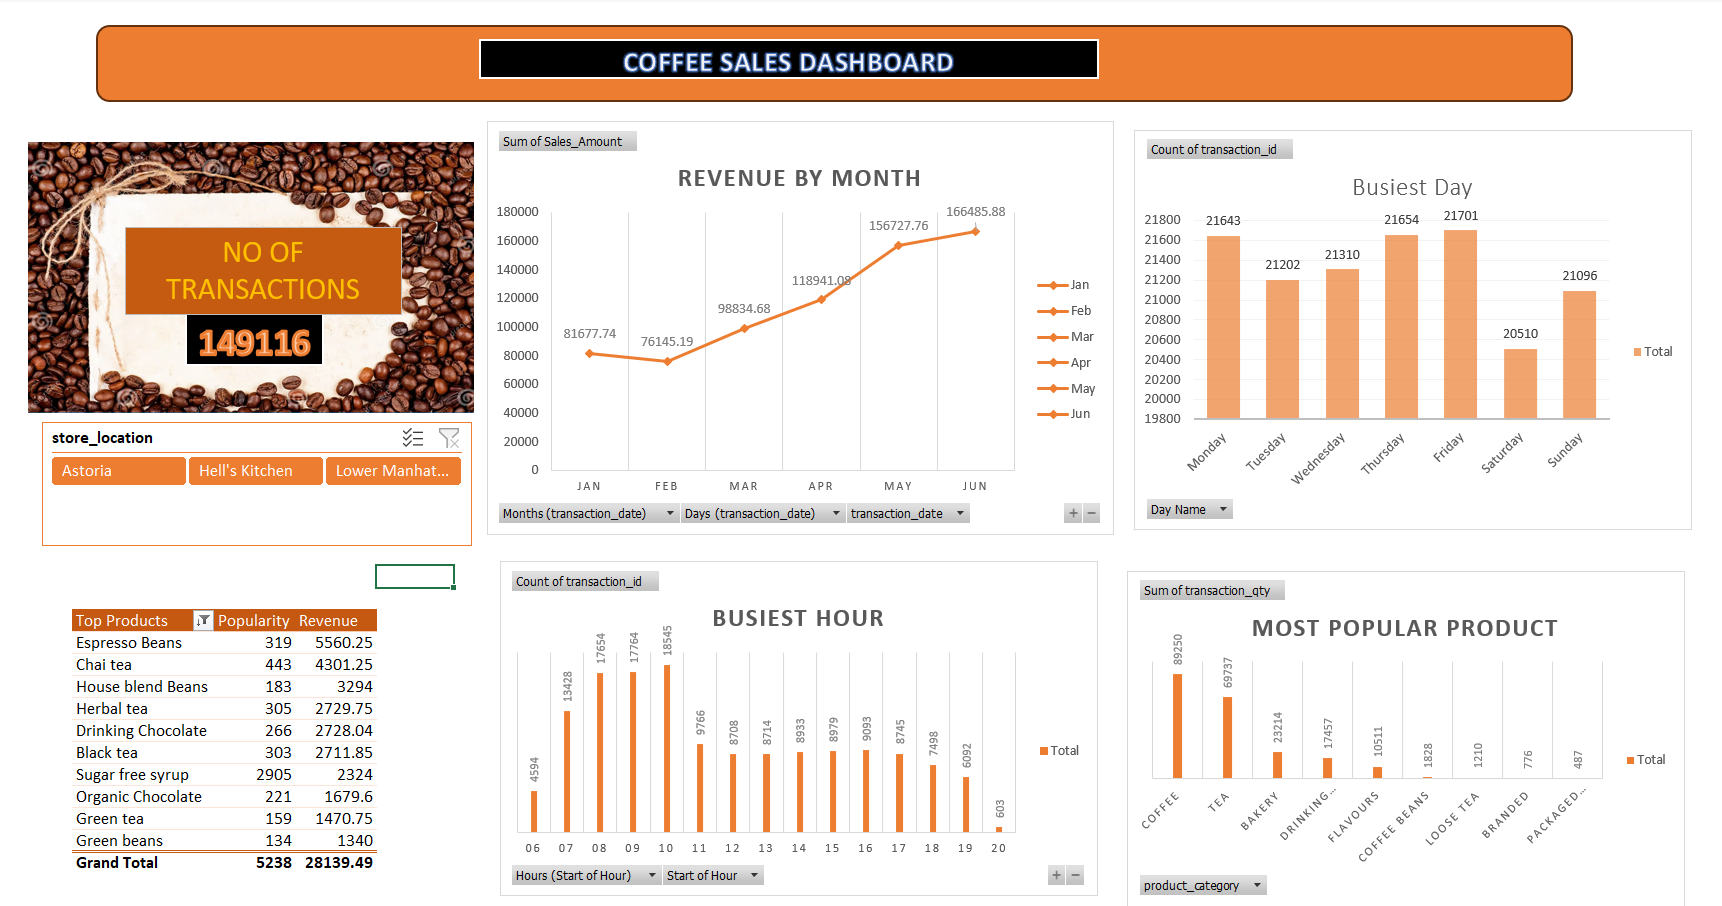 COFFEE SALES DASHBOARD
NO OF
TRANSACTIONS
149116
store_location
Astoria
Hell's Kitchen
Lower Manhat...
Top Products Popularity Revenue
Espresso Beans 319 5560.25
Chai tea 443 4301.25
House blend Beans 183 3294
Herbal tea 305 2729.75
Drinking Chocolate 266 2728.04
Black tea 303 2711.85
Sugar free syrup 2905 2324
Organic Chocolate 221 1679.6
Green tea 159 1470.75
Green beans 134 1340
Grand Total 5238 28139.49
Sum of Sales_Amount
REVENUE BY MONTH
180000
160000
140000
120000
100000
80000
60000
40000
20000
0
81677.74
76145.19
98834.68
118941.08
156727.76
166485.88
JAN FEB MAR APR MAY JUN
Jan
Feb
Mar
Apr
May
Jun
Months (transaction_date)
Days (transaction_date)
transaction_date
+ −
Count of transaction_id
Busiest Day
21800
21600
21400
21200
21000
20800
20600
20400
20200
20000
19800
21643
21202
21310
21654
21701
20510
21096
Monday
Tuesday
Wednesday
Thursday
Friday
Saturday
Sunday
Total
Day Name
Count of transaction_id
BUSIEST HOUR
4594
13428
17654
17764
18545
9766
8708
8714
8933
8979
9093
8745
7498
6092
603
06 07 08 09 10 11 12 13 14 15 16 17 18 19 20
Total
Hours (Start of Hour)
Start of Hour
+ −
Sum of transaction_qty
MOST POPULAR PRODUCT
89250
69737
23214
17457
10511
1828
1210
776
487
COFFEE
TEA
BAKERY
DRINKING...
FLAVOURS
COFFEE BEANS
LOOSE TEA
BRANDED
PACKAGED...
Total
product_category